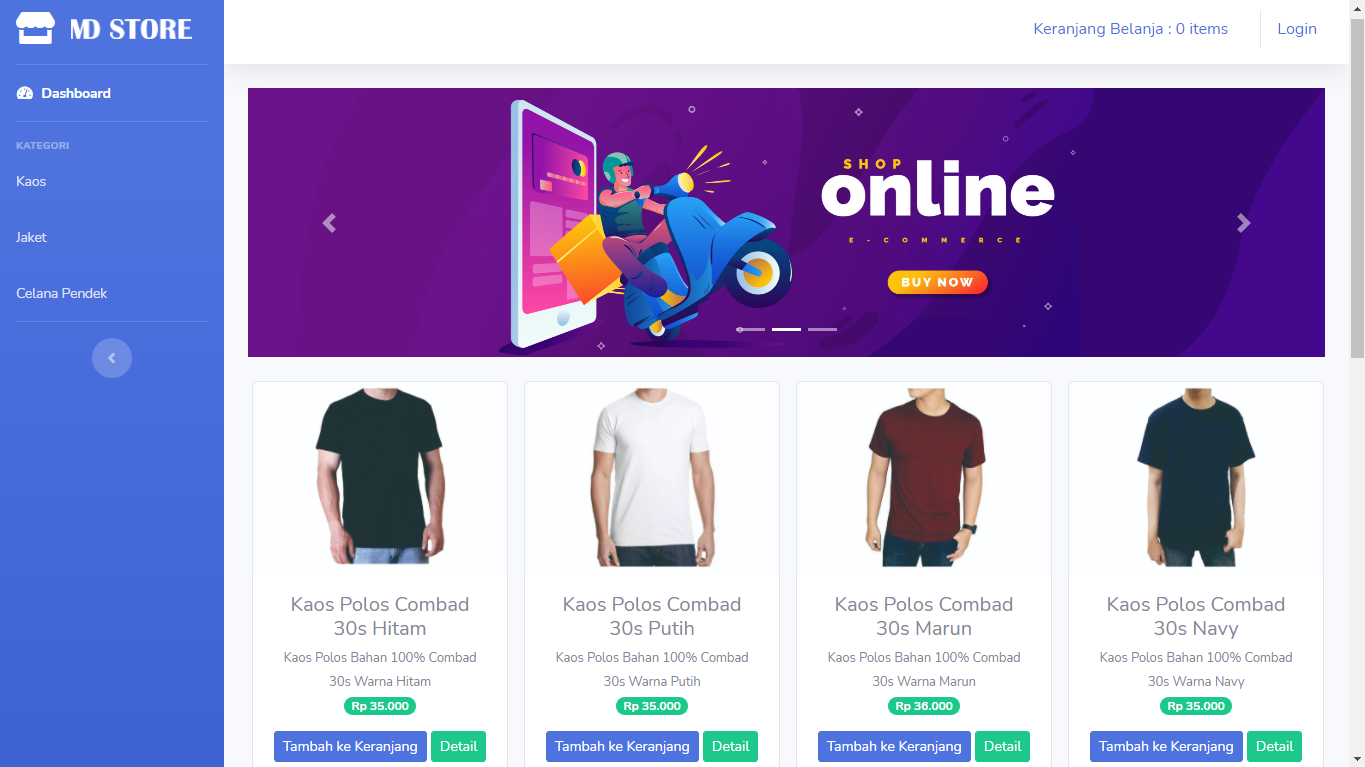 MD STORE
Keranjang Belanja : 0 items
Login
Dashboard
KATEGORI
Kaos
Jaket
Celana Pendek
SHOP
online
E - COMMERCE
BUY NOW
Kaos Polos Combad
30s Hitam
Kaos Polos Bahan 100% Combad
30s Warna Hitam
Rp 35.000
Tambah ke Keranjang
Detail
Kaos Polos Combad
30s Putih
Kaos Polos Bahan 100% Combad
30s Warna Putih
Rp 35.000
Tambah ke Keranjang
Detail
Kaos Polos Combad
30s Marun
Kaos Polos Bahan 100% Combad
30s Warna Marun
Rp 36.000
Tambah ke Keranjang
Detail
Kaos Polos Combad
30s Navy
Kaos Polos Bahan 100% Combad
30s Warna Navy
Rp 35.000
Tambah ke Keranjang
Detail